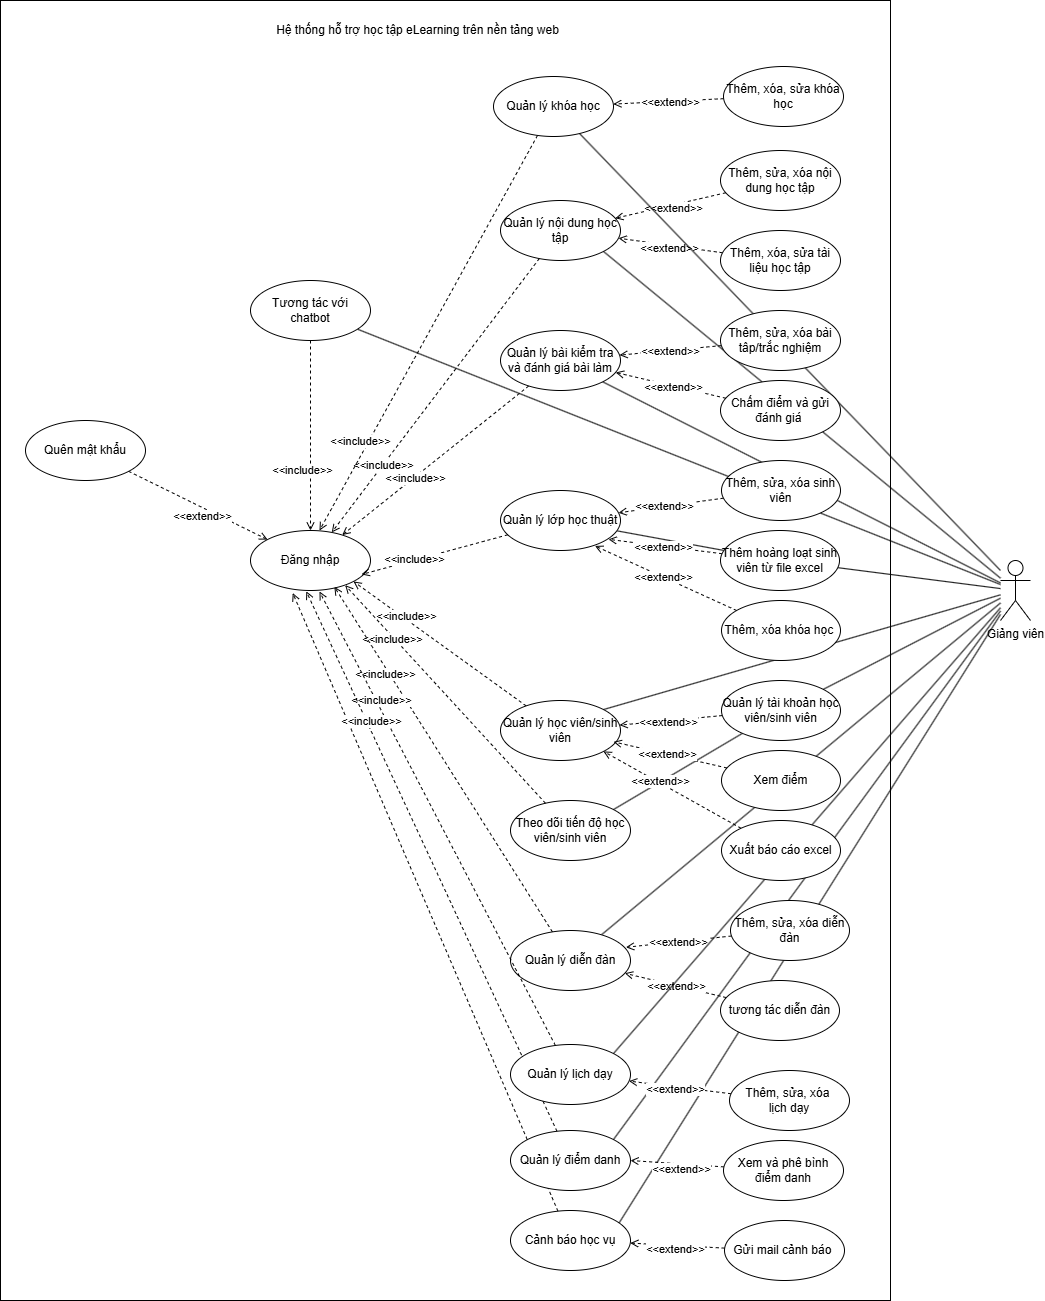 Hệ thống hỗ trợ học tập eLearning trên nền tảng web
Thêm, xóa, sửa khóa
học
Quản lý khóa học
<<extend>>
Thêm, sửa, xóa nội
dung học tập
<<extend>>
Quản lý nội dung học
tập
<<extend>>
Thêm, xóa, sửa tài
liệu học tập
Tương tác với
chatbot
Thêm, sửa, xóa bài
tâp/trắc nghiệm
<<extend>>
Quản lý bài kiểm tra
và đánh giá bài làm
<<extend>>
Chấm điểm và gửi
đánh giá
Quên mật khẩu
<<include>>
<<include>>
<<include>>
<<include>>
Thêm, sửa, xóa sinh
viên
<<extend>>
<<extend>>
Quản lý lớp học thuật
<<extend>>
Thêm hoàng loạt sinh
viên từ file excel
Đăng nhập
<<include>>
<<extend>>
Thêm, xóa khóa học
Giảng viên
<<include>>
<<include>>
<<include>>
<<include>>
<<include>>
Quản lý tài khoản học
viên/sinh viên
<<extend>>
Quản lý học viên/sinh
viên
<<extend>>
Xem điểm
<<extend>>
Theo dõi tiến độ học
viên/sinh viên
Xuất báo cáo excel
Thêm, sửa, xóa diễn
đàn
<<extend>>
Quản lý diễn đàn
<<extend>>
tương tác diễn đàn
Quản lý lịch dạy
<<extend>>
Thêm, sửa, xóa
lịch dạy
Quản lý điểm danh
<<extend>>
Xem và phê bình
điểm danh
Cảnh báo học vụ
<<extend>>
Gửi mail cảnh báo